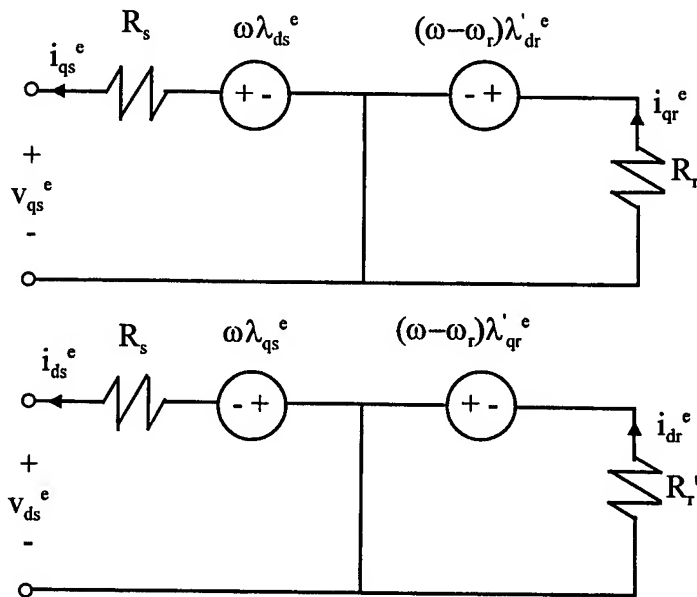 R_s ωλ_ds^e (ω−ω_r)λ'_dr^e
i_qs^e
+ - - +
i_qr^e
+
R_r
v_qs^e
-
R_s ωλ_qs^e (ω−ω_r)λ'_qr^e
i_ds^e
- + + -
i_dr^e
+
R_r'
v_ds^e
-